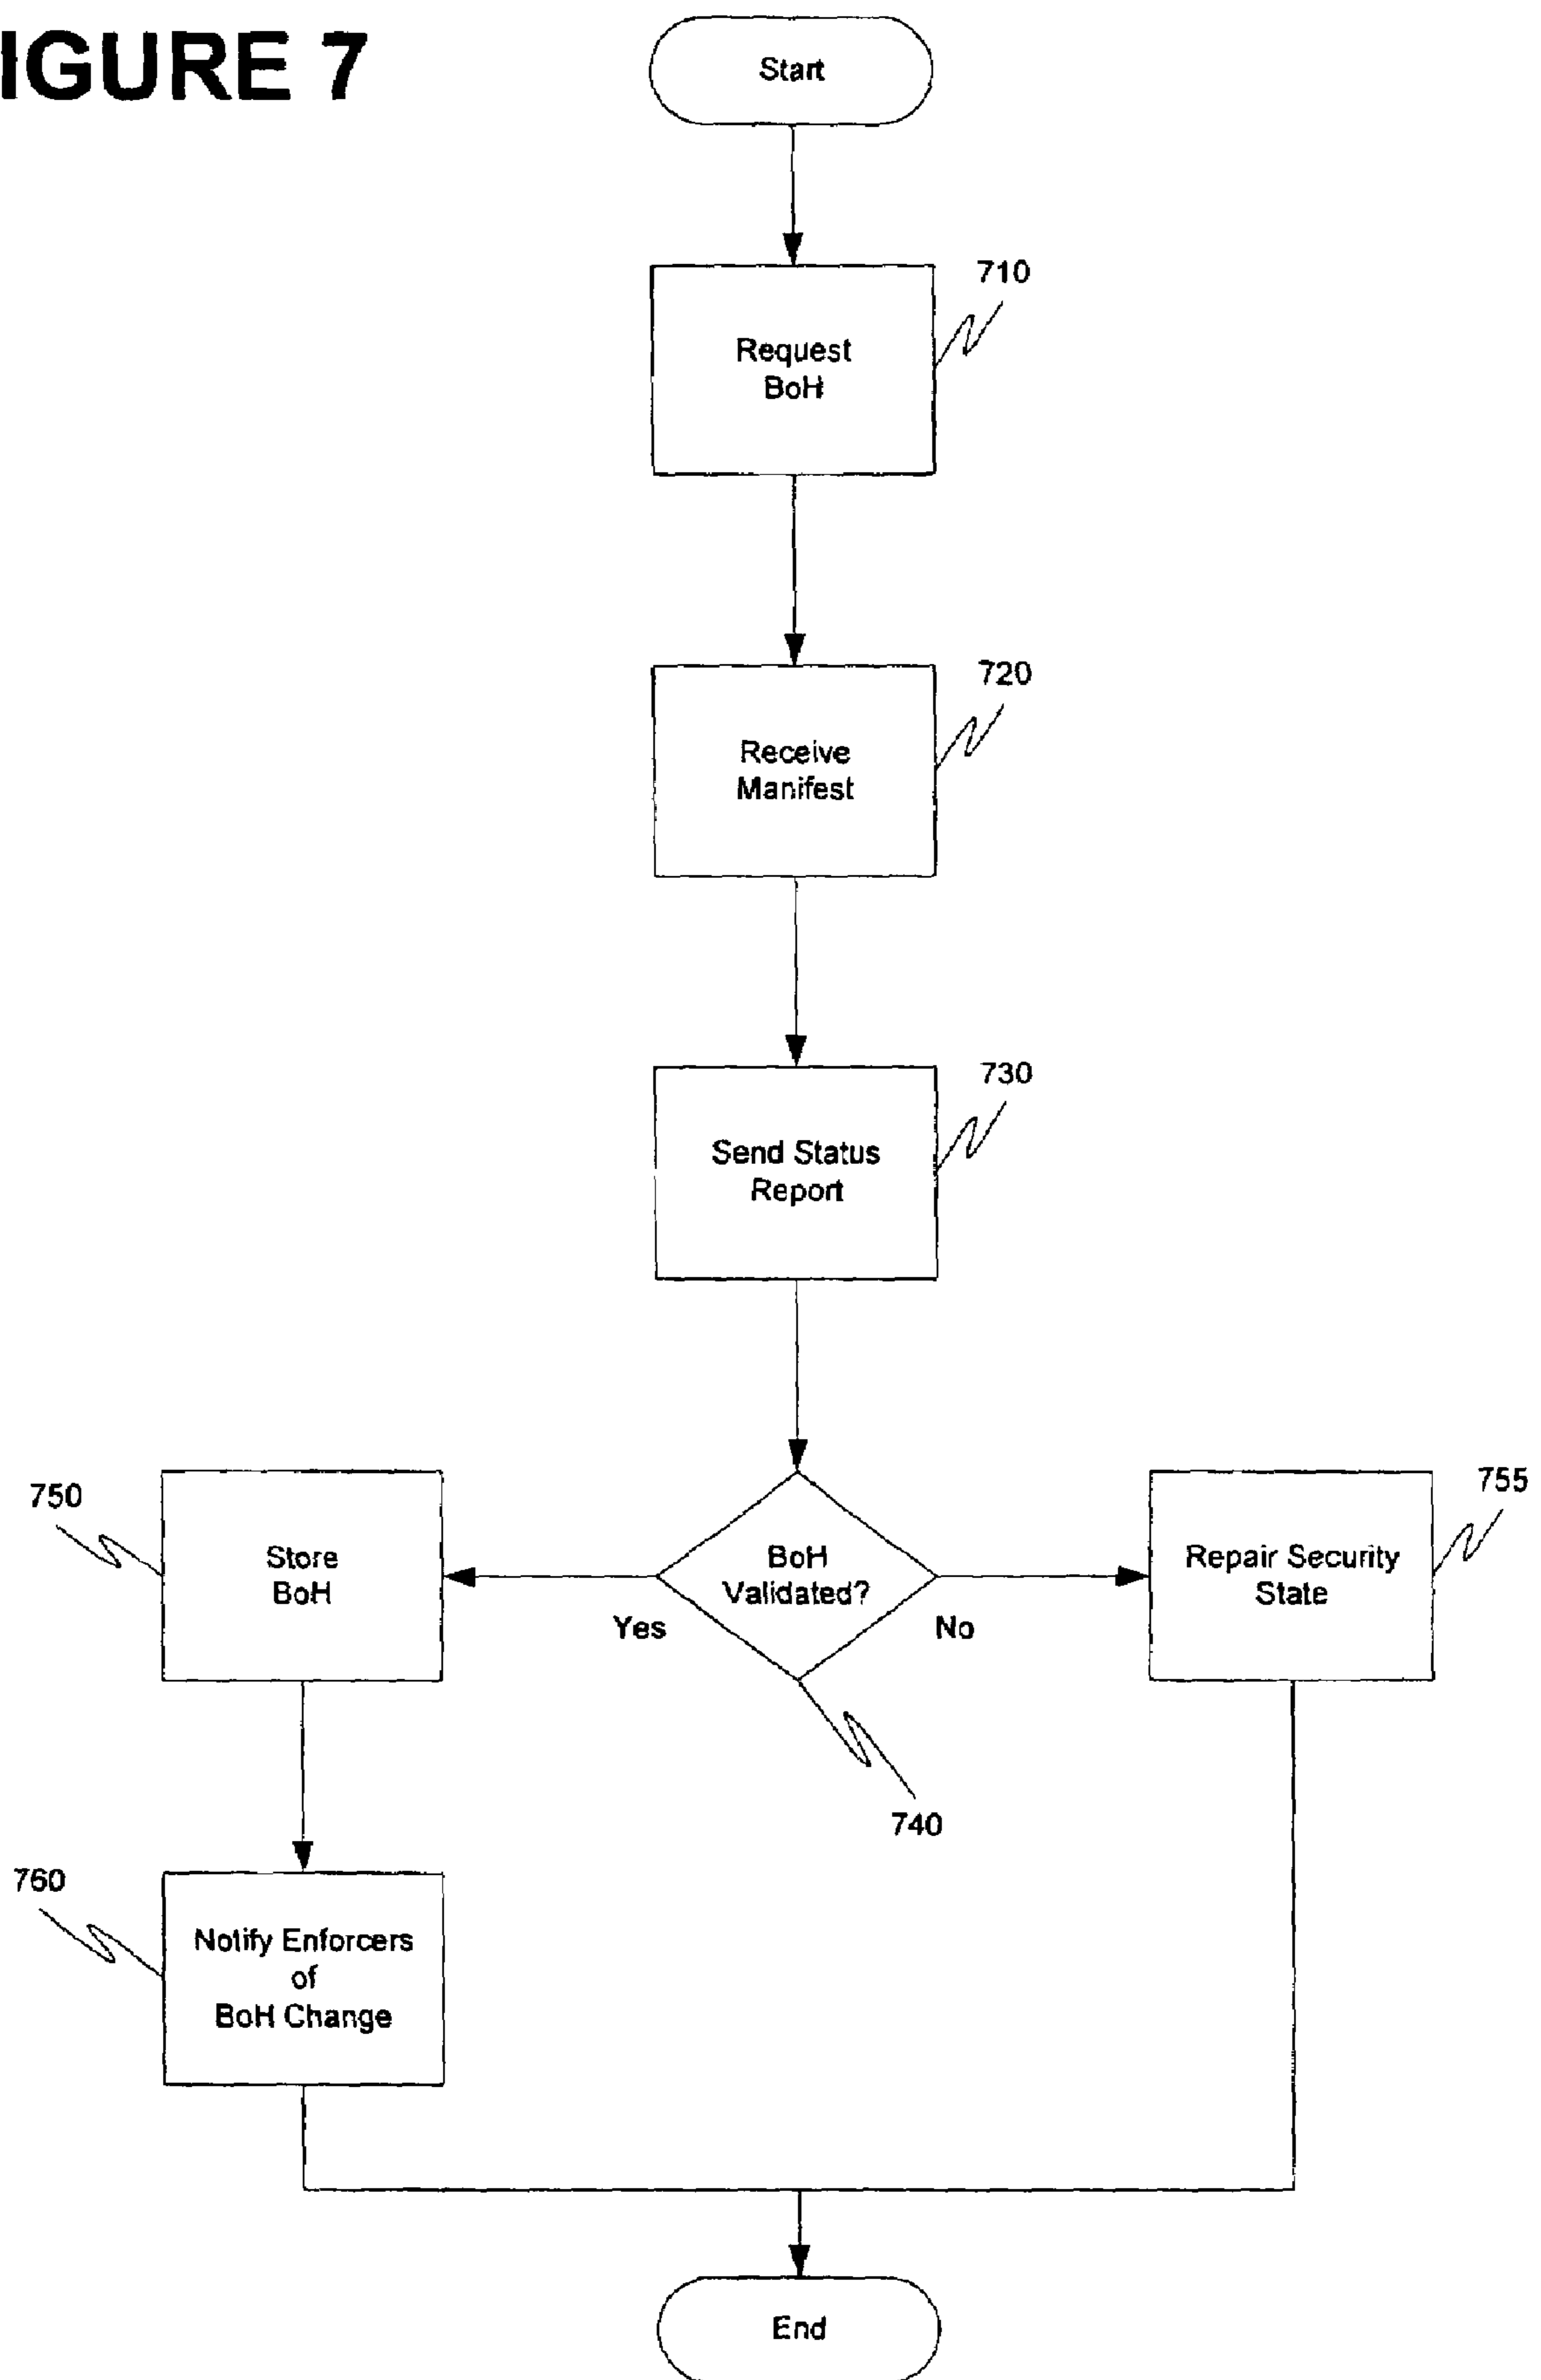 IGURE 7
Start
710
Request
BoH
720
Receive
Manifest
730
Send Status
Report
750
Store
BoH
BoH
Validated?
Yes
No
755
Repair Security
State
740
760
Notify Enforcers
of
BoH Change
End